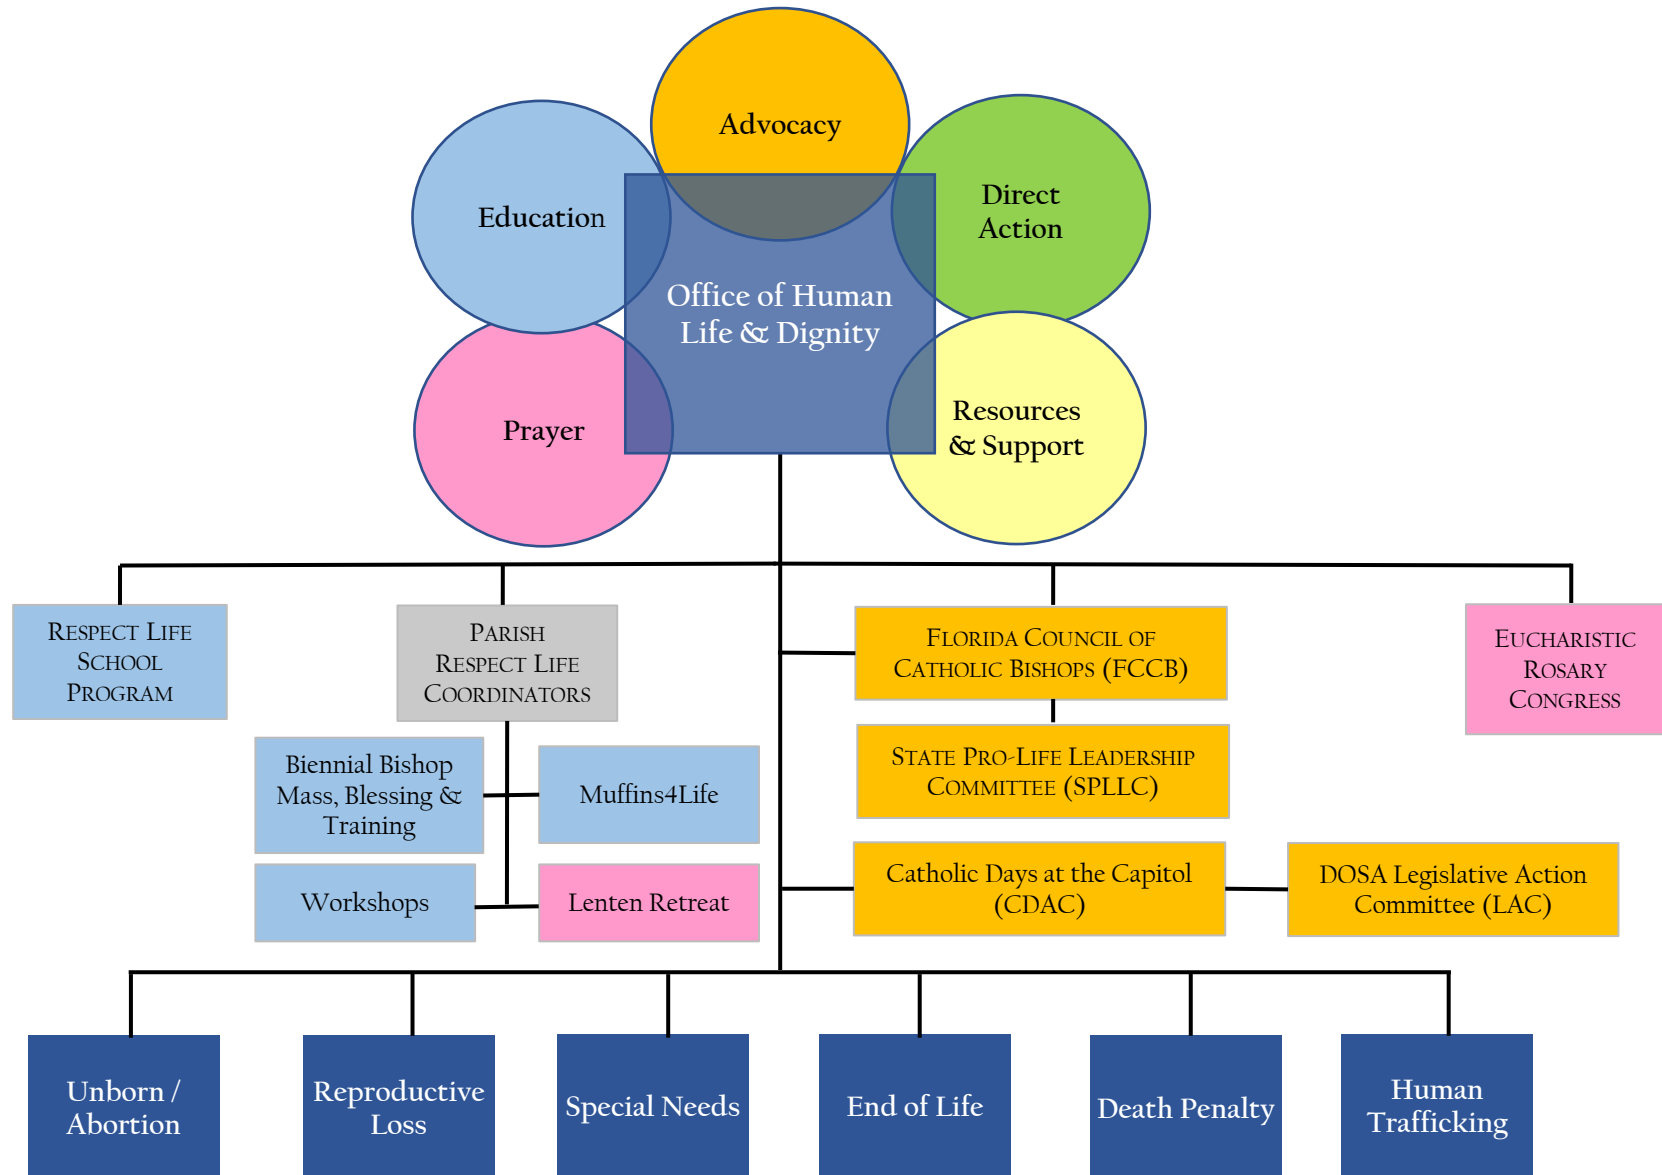 Advocacy
Education
Direct
Action
Office of Human
Life & Dignity
Prayer
Resources
& Support
RESPECT LIFE
SCHOOL
PROGRAM
PARISH
RESPECT LIFE
COORDINATORS
FLORIDA COUNCIL OF
CATHOLIC BISHOPS (FCCB)
EUCHARISTIC
ROSARY
CONGRESS
Biennial Bishop
Mass, Blessing &
Training
Muffins4Life
STATE PRO-LIFE LEADERSHIP
COMMITTEE (SPLLC)
Workshops
Lenten Retreat
Catholic Days at the Capitol
(CDAC)
DOSA Legislative Action
Committee (LAC)
Unborn /
Abortion
Reproductive
Loss
Special Needs
End of Life
Death Penalty
Human
Trafficking